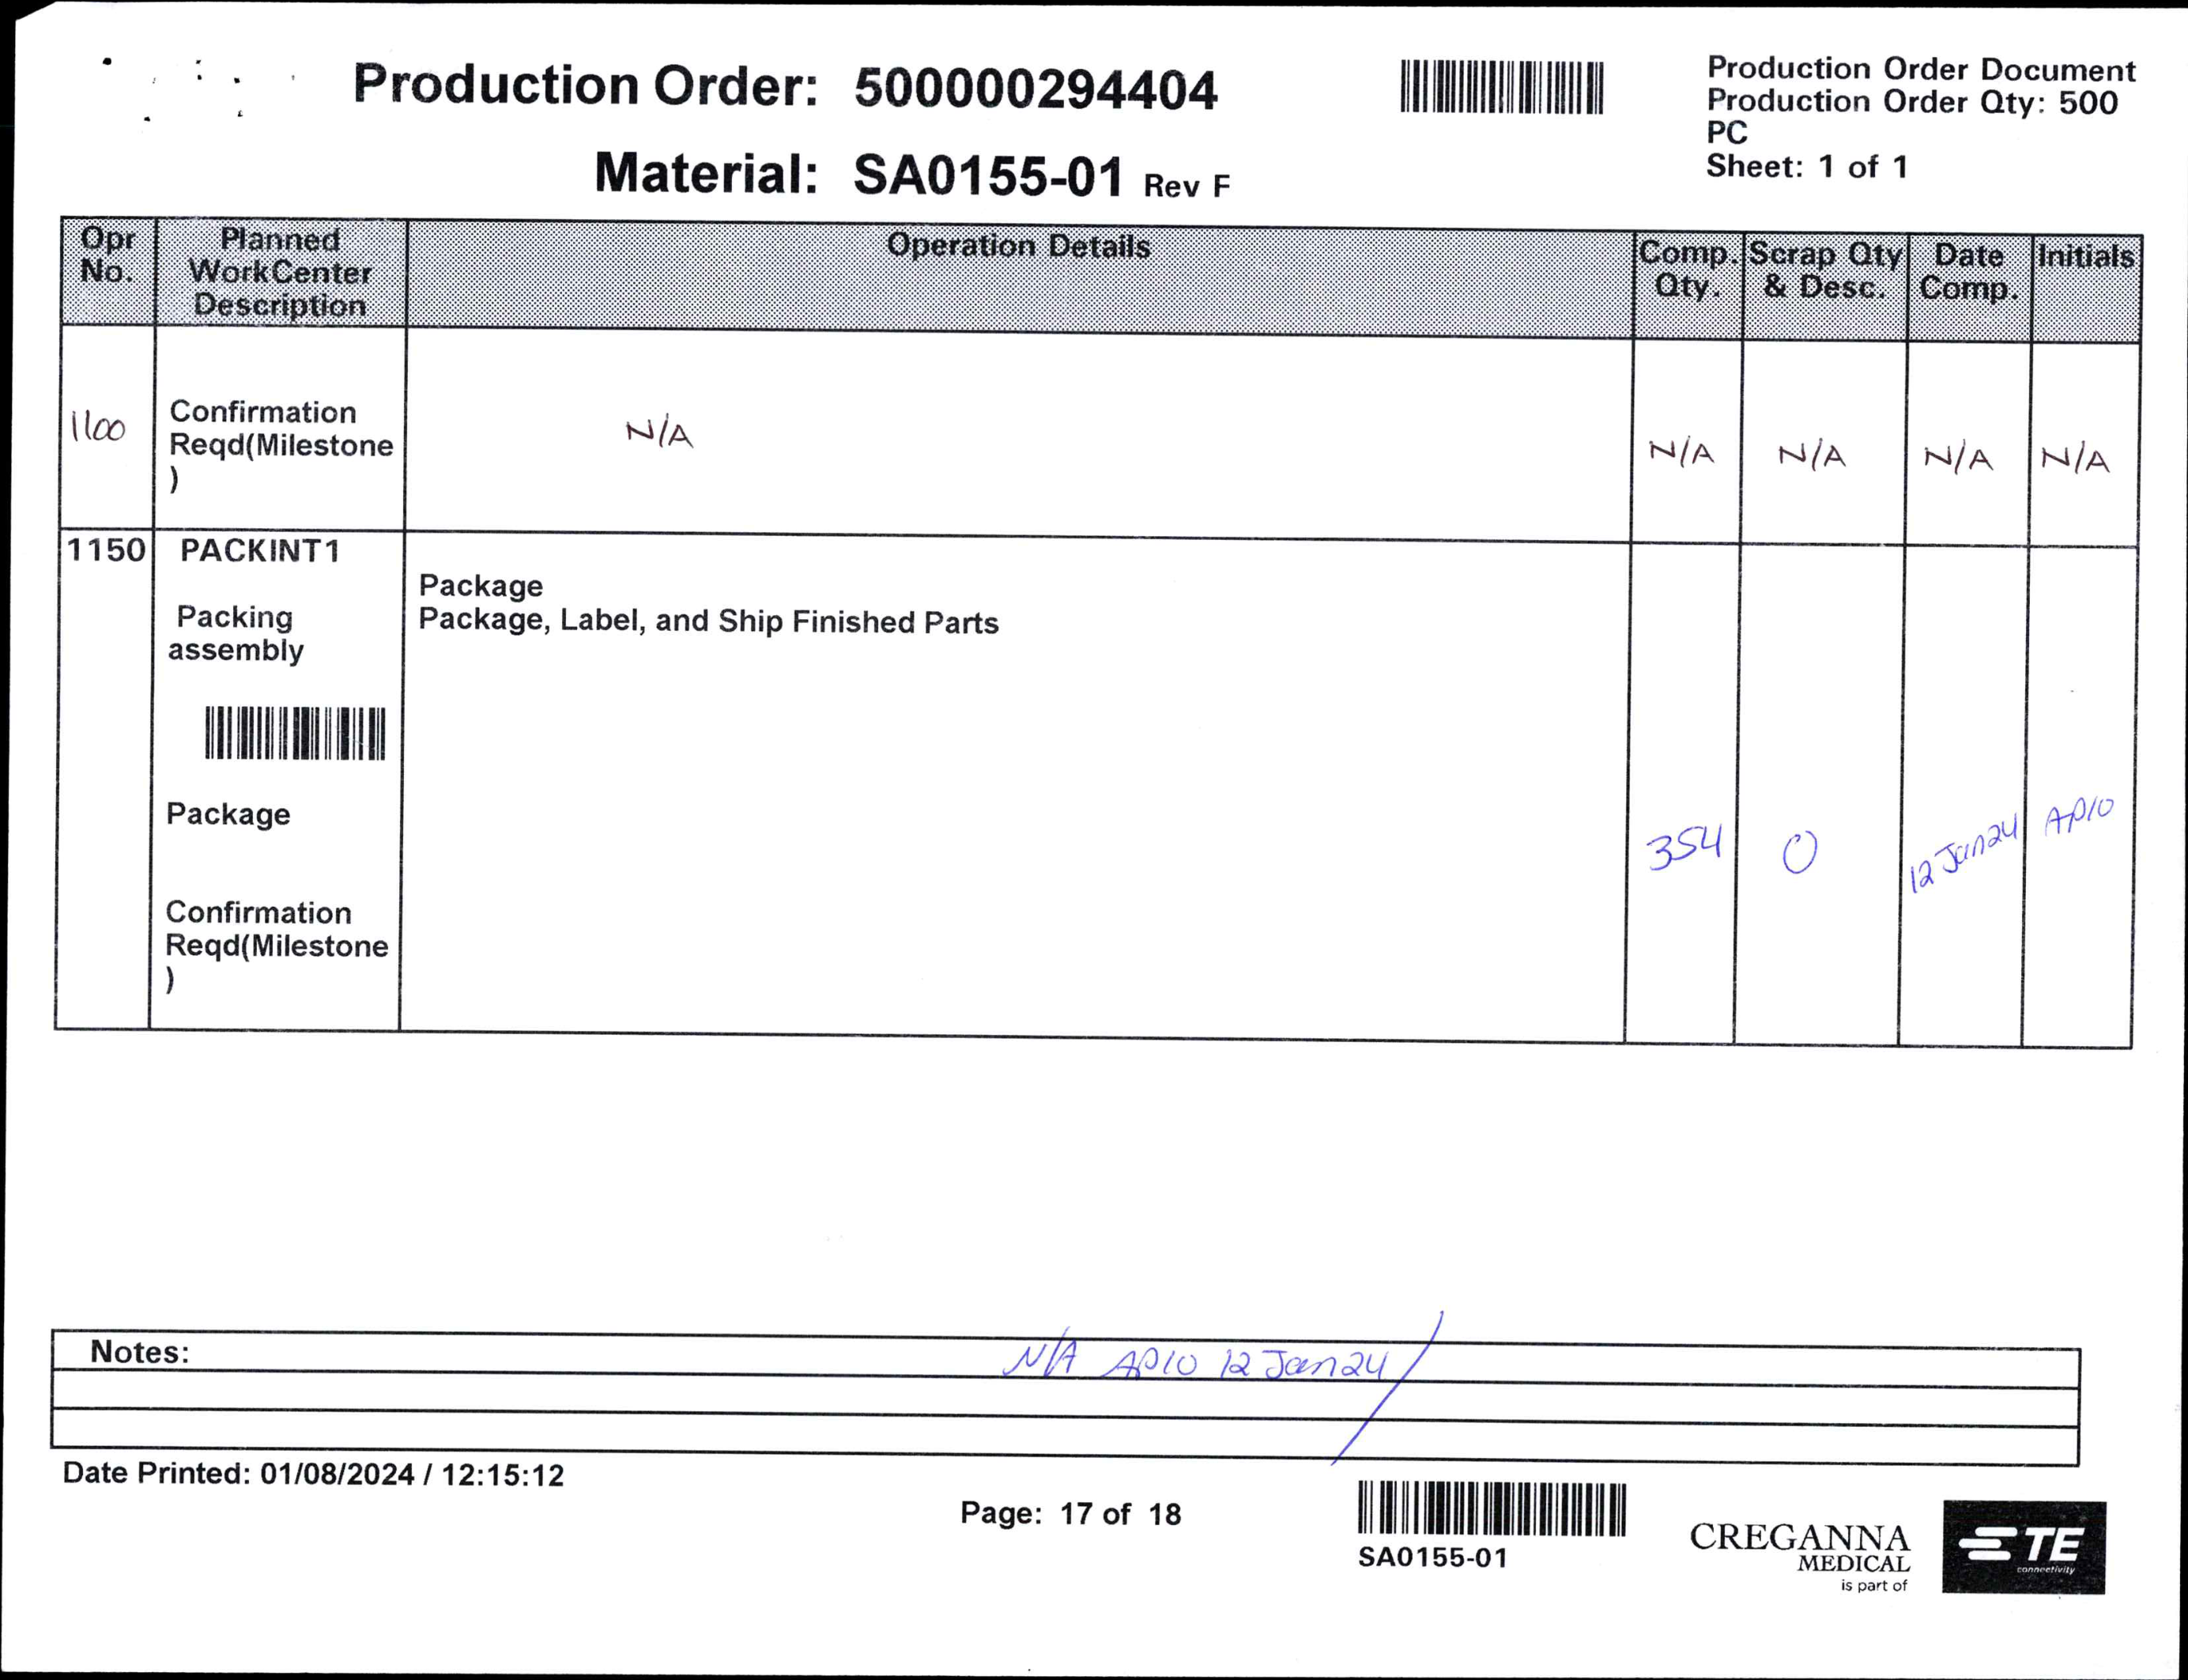 Production Order: 500000294404
Production Order Document
Production Order Qty: 500
PC
Sheet: 1 of 1
Material: SA0155-01 Rev F
Opr No.
Planned WorkCenter Description
Operation Details
Comp. Qty.
Scrap Qty & Desc.
Date Comp.
Initials
1100
Confirmation
Reqd(Milestone
)
N/A
N/A
N/A
N/A
N/A
1150
PACKINT1
Packing
assembly
Package
Confirmation
Reqd(Milestone
)
Package
Package, Label, and Ship Finished Parts
354
0
12 Jan 24
AP10
Notes:
N/A AP10 12 Jan 24
Date Printed: 01/08/2024 / 12:15:12
Page: 17 of 18
SA0155-01
CREGANNA
MEDICAL
is part of
TE
connectivity